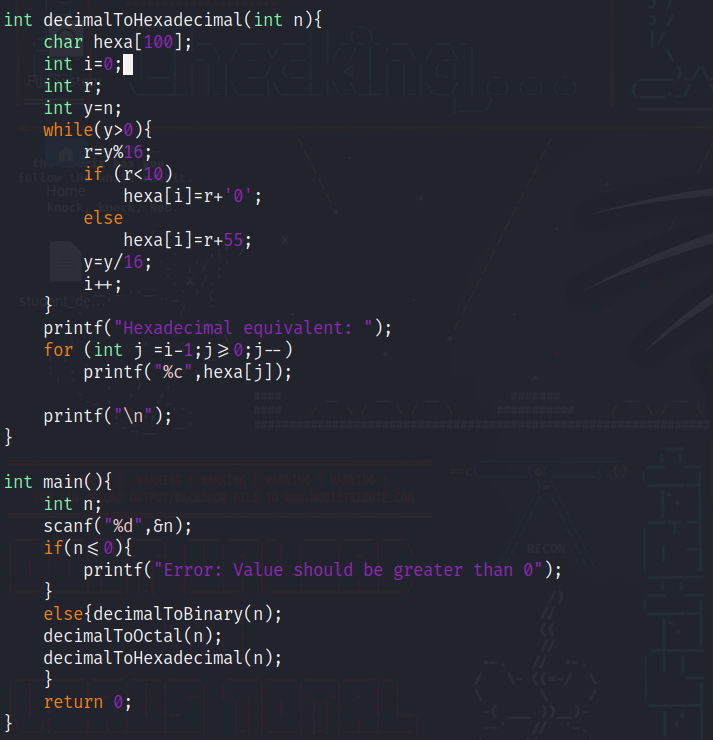 int decimalToHexadecimal(int n){
    char hexa[100];
    int i=0;
    int r;
    int y=n;
    while(y>0){
        r=y%16;
        if (r<10)
            hexa[i]=r+'0';
        else
            hexa[i]=r+55;
        y=y/16;
        i++;
    }
    printf("Hexadecimal equivalent: ");
    for (int j =i-1;j>=0;j--)
        printf("%c",hexa[j]);

    printf("\n");
}

int main(){
    int n;
    scanf("%d",&n);
    if(n<=0){
        printf("Error: Value should be greater than 0");
    }
    else{decimalToBinary(n);
    decimalToOctal(n);
    decimalToHexadecimal(n);
    }
    return 0;
}
Home
RECON